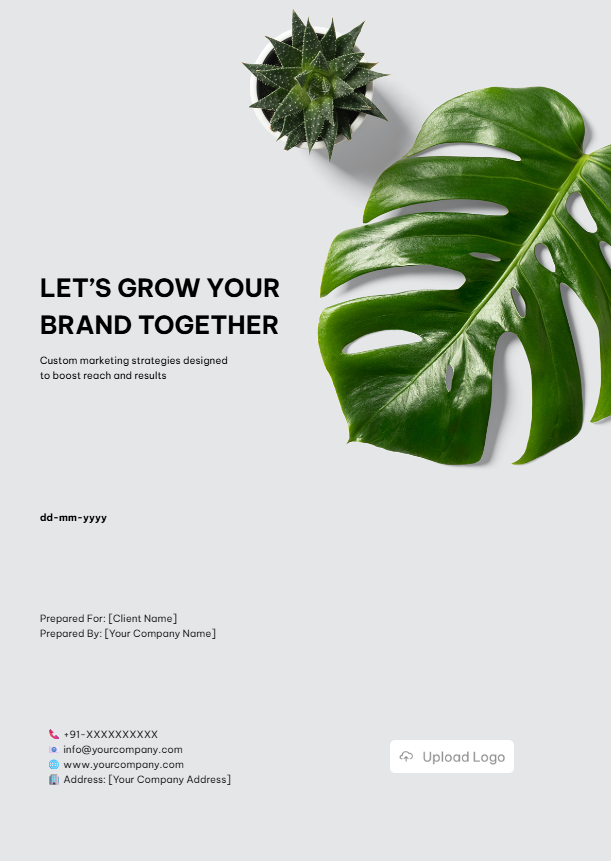 LET’S GROW YOUR
BRAND TOGETHER
Custom marketing strategies designed
to boost reach and results
dd-mm-yyyy
Prepared For: [Client Name]
Prepared By: [Your Company Name]
+91-XXXXXXXXXX
info@yourcompany.com
www.yourcompany.com
Address: [Your Company Address]
Upload Logo